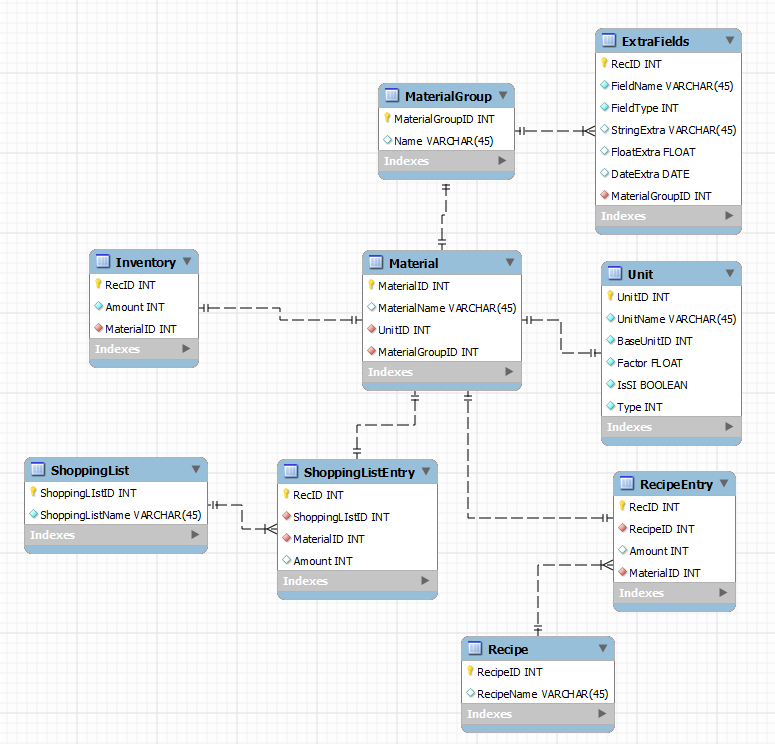 ExtraFields
RecID INT
FieldName VARCHAR(45)
FieldType INT
StringExtra VARCHAR(45)
FloatExtra FLOAT
DateExtra DATE
MaterialGroupID INT
Indexes
MaterialGroup
MaterialGroupID INT
Name VARCHAR(45)
Indexes
Inventory
RecID INT
Amount INT
MaterialID INT
Indexes
Material
MaterialID INT
MaterialName VARCHAR(45)
UnitID INT
MaterialGroupID INT
Indexes
Unit
UnitID INT
UnitName VARCHAR(45)
BaseUnitID INT
Factor FLOAT
IsSI BOOLEAN
Type INT
Indexes
ShoppingList
ShoppingLIstID INT
ShoppingListName VARCHAR(45)
Indexes
ShoppingListEntry
RecID INT
ShoppingLIstID INT
MaterialID INT
Amount INT
Indexes
RecipeEntry
RecID INT
RecipeID INT
Amount INT
MaterialID INT
Indexes
Recipe
RecipeID INT
RecipeName VARCHAR(45)
Indexes